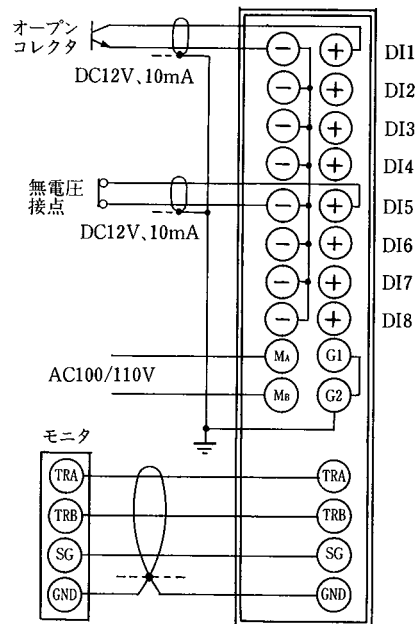 オープン
コレクタ
DC12V、10mA
− + DI1
− + DI2
− + DI3
− + DI4
無電圧
接点
DC12V、10mA
− + DI5
− + DI6
− + DI7
− + DI8
AC100/110V
MA G1
MB G2
モニタ
TRA TRA
TRB TRB
SG SG
GND GND